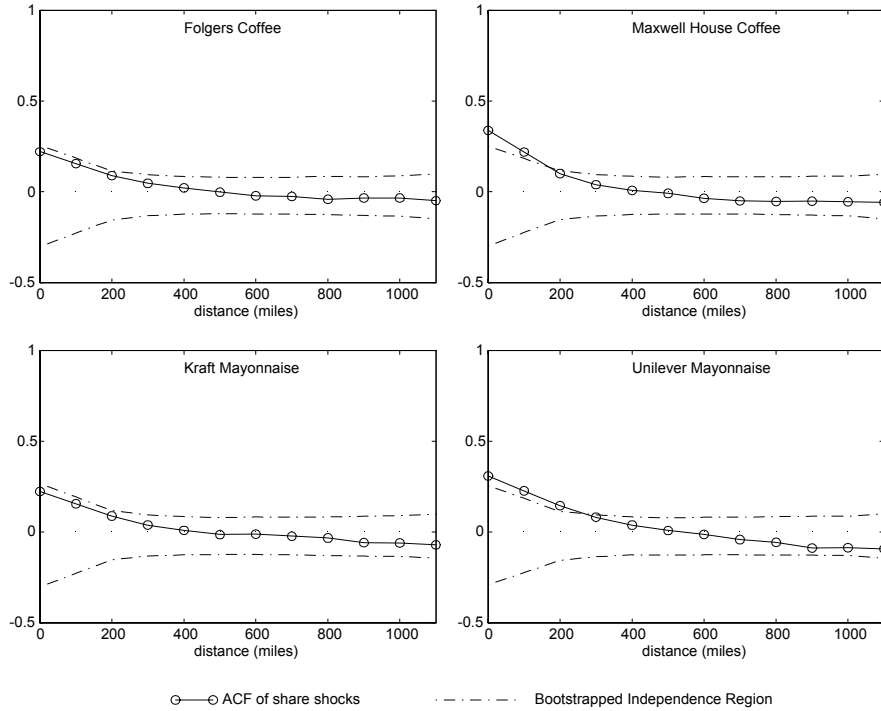 Folgers Coffee
1
0.5
0
-0.5
0 200 400 600 800 1000
distance (miles)
Maxwell House Coffee
1
0.5
0
-0.5
0 200 400 600 800 1000
distance (miles)
Kraft Mayonnaise
1
0.5
0
-0.5
0 200 400 600 800 1000
distance (miles)
Unilever Mayonnaise
1
0.5
0
-0.5
0 200 400 600 800 1000
distance (miles)
ACF of share shocks
Bootstrapped Independence Region